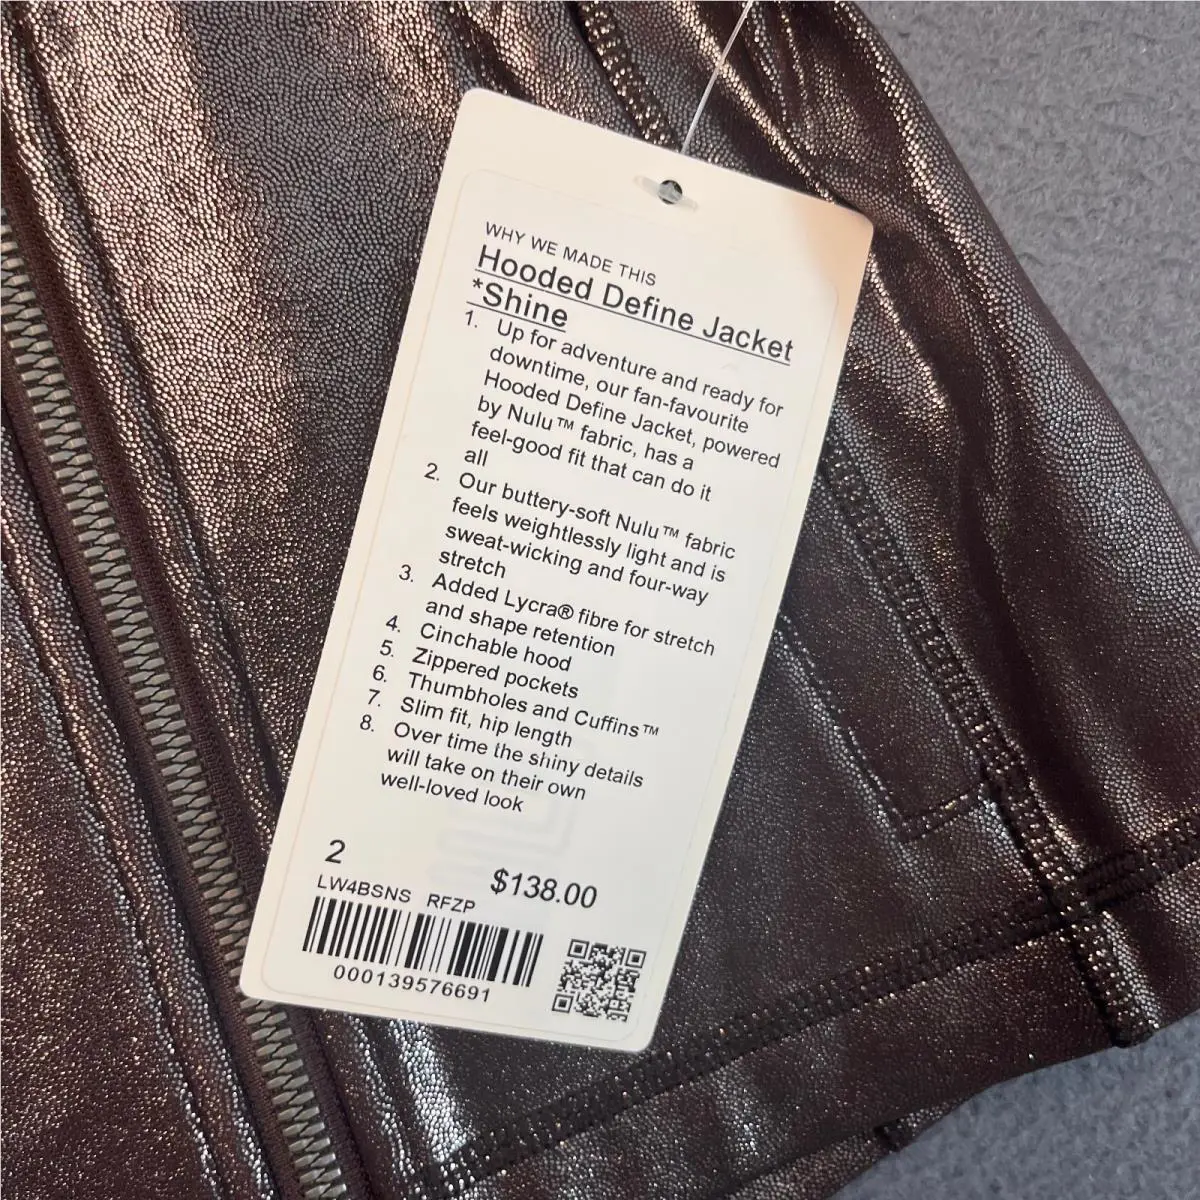 WHY WE MADE THIS
Hooded Define Jacket
*Shine
1. Up for adventure and ready for
downtime, our fan-favourite
Hooded Define Jacket, powered
by Nulu™ fabric, has a
feel-good fit that can do it
all
2. Our buttery-soft Nulu™ fabric
feels weightlessly light and is
sweat-wicking and four-way
stretch
3. Added Lycra® fibre for stretch
and shape retention
4. Cinchable hood
5. Zippered pockets
6. Thumbholes and Cuffins™
7. Slim fit, hip length
8. Over time the shiny details
will take on their own
well-loved look
2
$138.00
LW4BSNS RFZP
000139576691